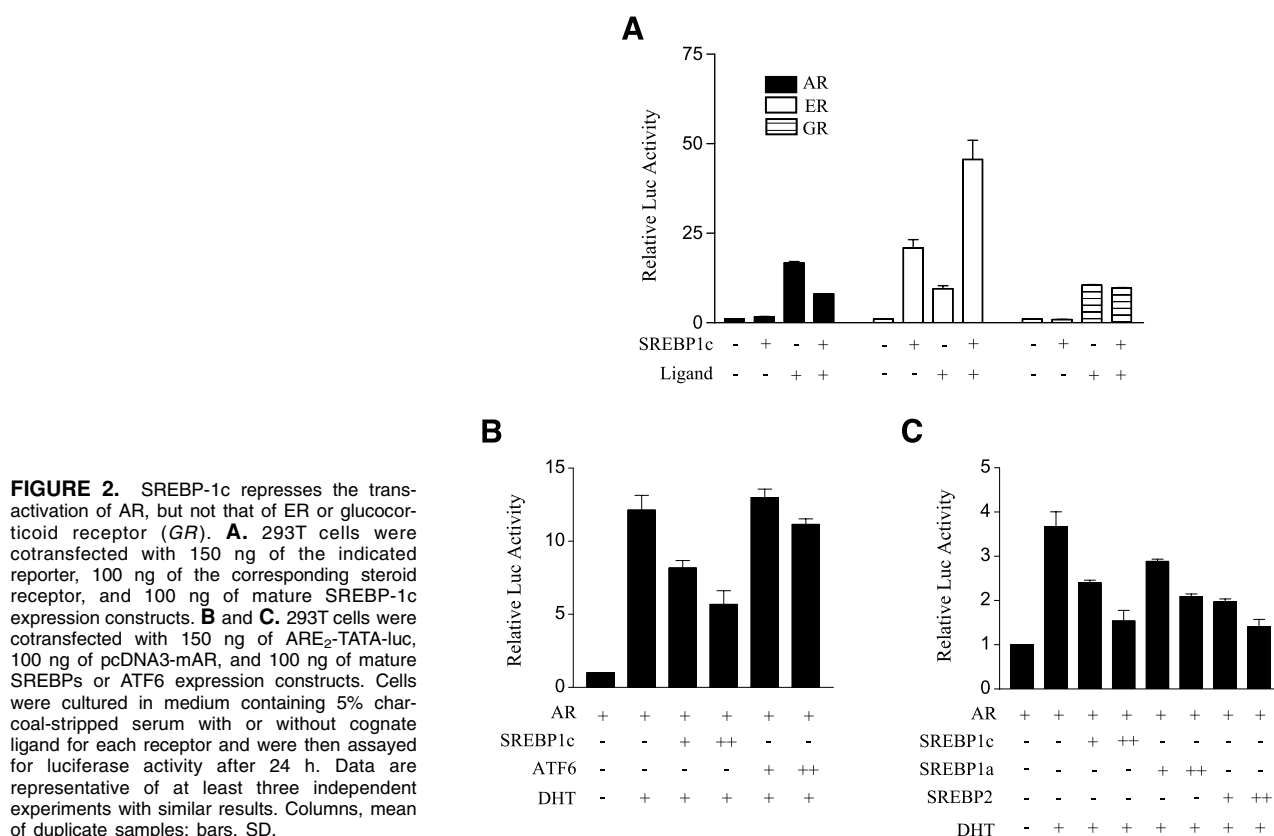 A
75
50
25
0
Relative Luc Activity
AR
ER
GR
SREBP1c - + - + - + - + - + - +
Ligand - - + + - - + + - - + +
B
15
10
5
0
Relative Luc Activity
AR + + + + + +
SREBP1c - - + ++ - -
ATF6 - - - - + ++
DHT - + + + + +
C
5
4
3
2
1
0
Relative Luc Activity
AR + + + + + + + +
SREBP1c - - + ++ - - - -
SREBP1a - - - - + ++ - -
SREBP2 - - - - - - + ++
DHT - + + + + + + +
FIGURE 2. SREBP-1c represses the trans-
activation of AR, but not that of ER or glucocor-
ticoid receptor (GR). A. 293T cells were
cotransfected with 150 ng of the indicated
reporter, 100 ng of the corresponding steroid
receptor, and 100 ng of mature SREBP-1c
expression constructs. B and C. 293T cells were
cotransfected with 150 ng of ARE2-TATA-luc,
100 ng of pcDNA3-mAR, and 100 ng of mature
SREBPs or ATF6 expression constructs. Cells
were cultured in medium containing 5% char-
coal-stripped serum with or without cognate
ligand for each receptor and were then assayed
for luciferase activity after 24 h. Data are
representative of at least three independent
experiments with similar results. Columns, mean
of duplicate samples; bars, SD.